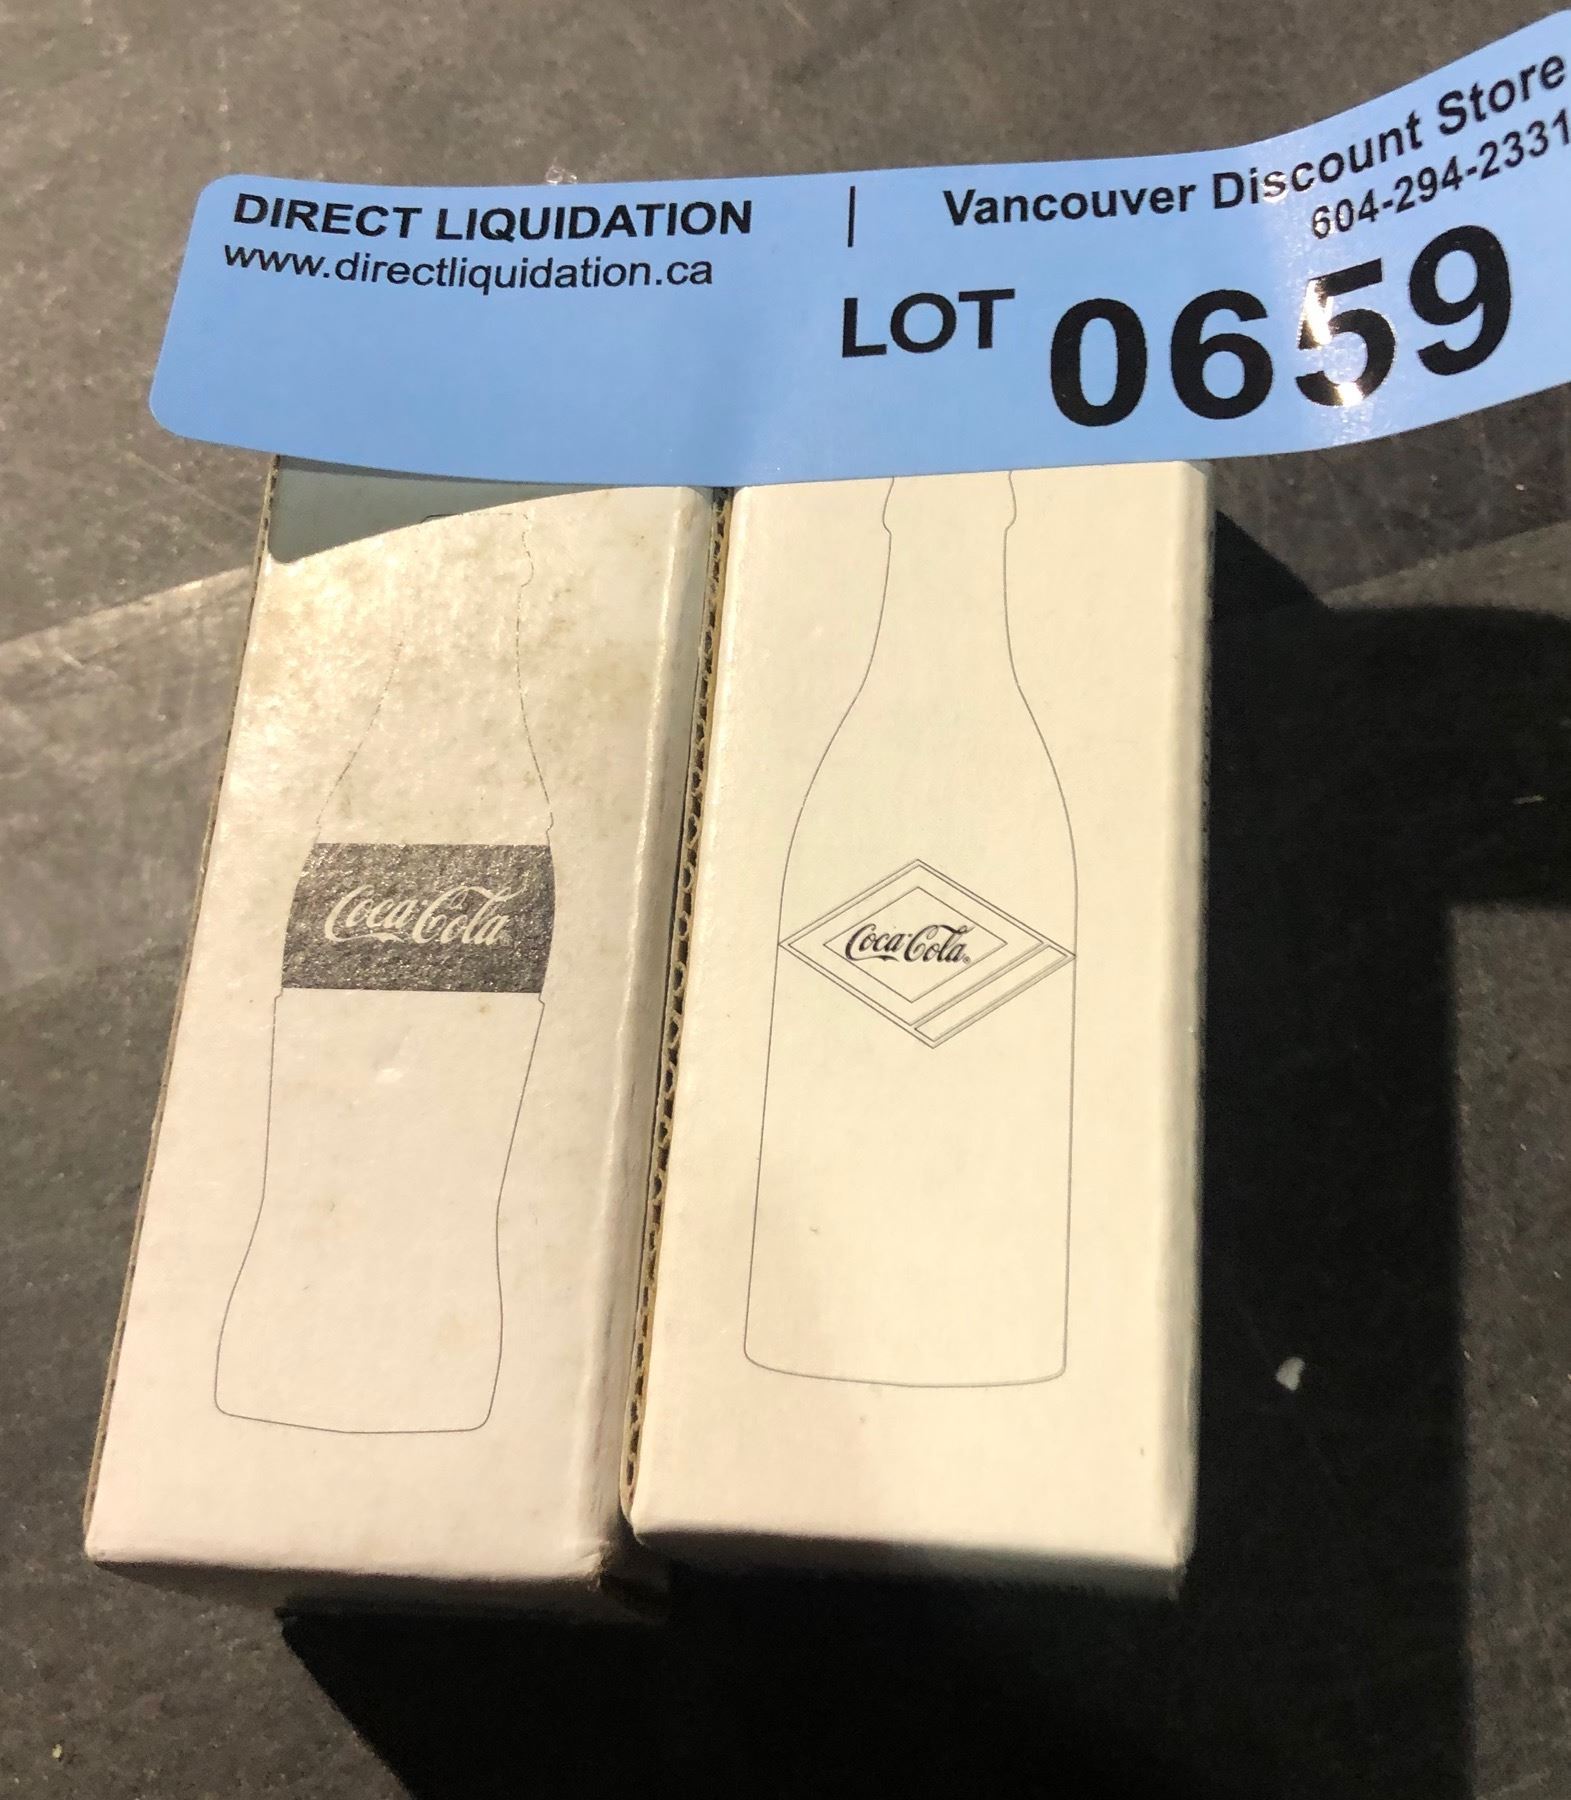 DIRECT LIQUIDATION | Vancouver Discount Store
www.directliquidation.ca 604-294-2331
LOT 0659
Coca-Cola
Coca-Cola®